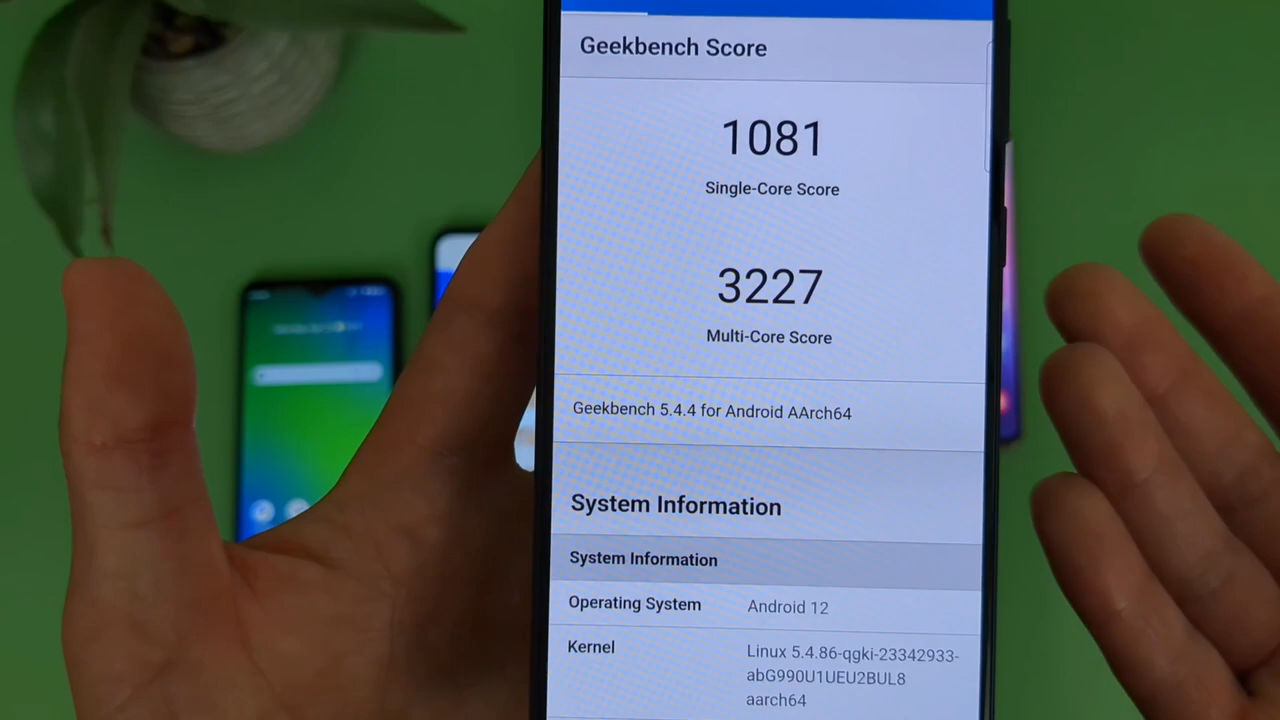 Geekbench Score
1081
Single-Core Score
3227
Multi-Core Score
Geekbench 5.4.4 for Android AArch64
System Information
System Information
Operating System Android 12
Kernel Linux 5.4.86-qgki-23342933-
abG990U1UEU2BUL8
aarch64